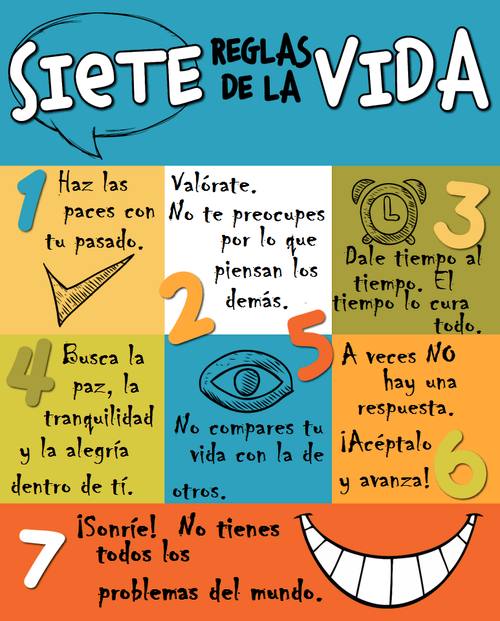 SIETE REGLAS DE LA VIDA
1 Haz las
paces con
tu pasado.
Valórate.
No te preocupes
por lo que
piensan los
demás.
2
3
Dale tiempo al
tiempo. El
tiempo lo cura
todo.
4 Busca la
paz, la
tranquilidad
y la alegría
dentro de tí.
5
No compares tu
vida con la de
otros.
A veces NO
hay una
respuesta.
¡Acéptalo
y avanza!
6
7 ¡Sonríe! No tienes
todos los
problemas del mundo.